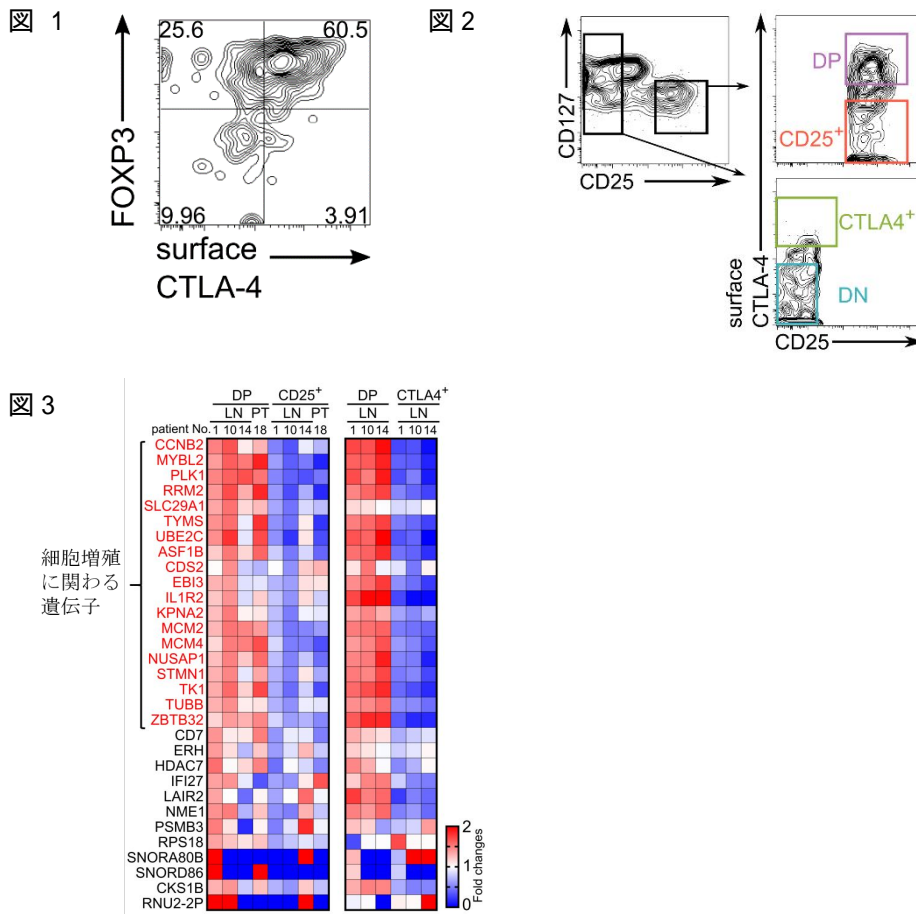 図 1
25.6
60.5
FOXP3
9.96
3.91
surface
CTLA-4
図 2
CD127
CD25
surface
CTLA-4
DP
CD25+
CTLA4+
DN
CD25
図 3
DP CD25+ DP CTLA4+
LN PT LN PT LN LN
patient No. 1 10 14 18 1 10 14 18 1 10 14 1 10 14
細胞増殖
に関わる
遺伝子
CCNB2
MYBL2
PLK1
RRM2
SLC29A1
TYMS
UBE2C
ASF1B
CDS2
EBI3
IL1R2
KPNA2
MCM2
MCM4
NUSAP1
STMN1
TK1
TUBB
ZBTB32
CD7
ERH
HDAC7
IFI27
LAIR2
NME1
PSMB3
RPS18
SNORA80B
SNORD86
CKS1B
RNU2-2P
2
1
0
Fold changes